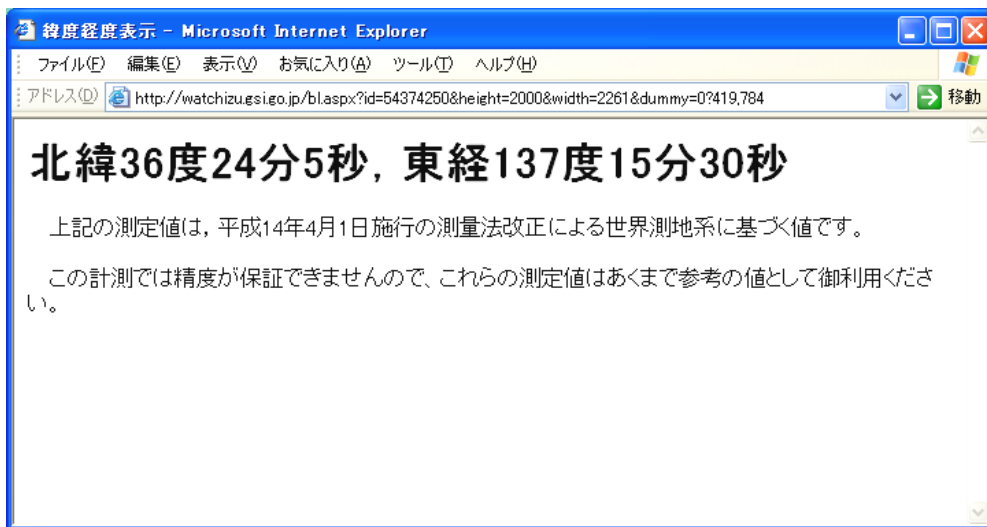 緯度経度表示 - Microsoft Internet Explorer
ファイル(F) 編集(E) 表示(V) お気に入り(A) ツール(T) ヘルプ(H)
アドレス(D) http://watchizu.gsi.go.jp/bl.aspx?id=54374250&height=2000&width=2261&dummy=0?419,784 移動
北緯36度24分5秒, 東経137度15分30秒
上記の測定値は, 平成14年4月1日施行の測量法改正による世界測地系に基づく値です。
この計測では精度が保証できませんので、これらの測定値はあくまで参考の値として御利用くださ
い。